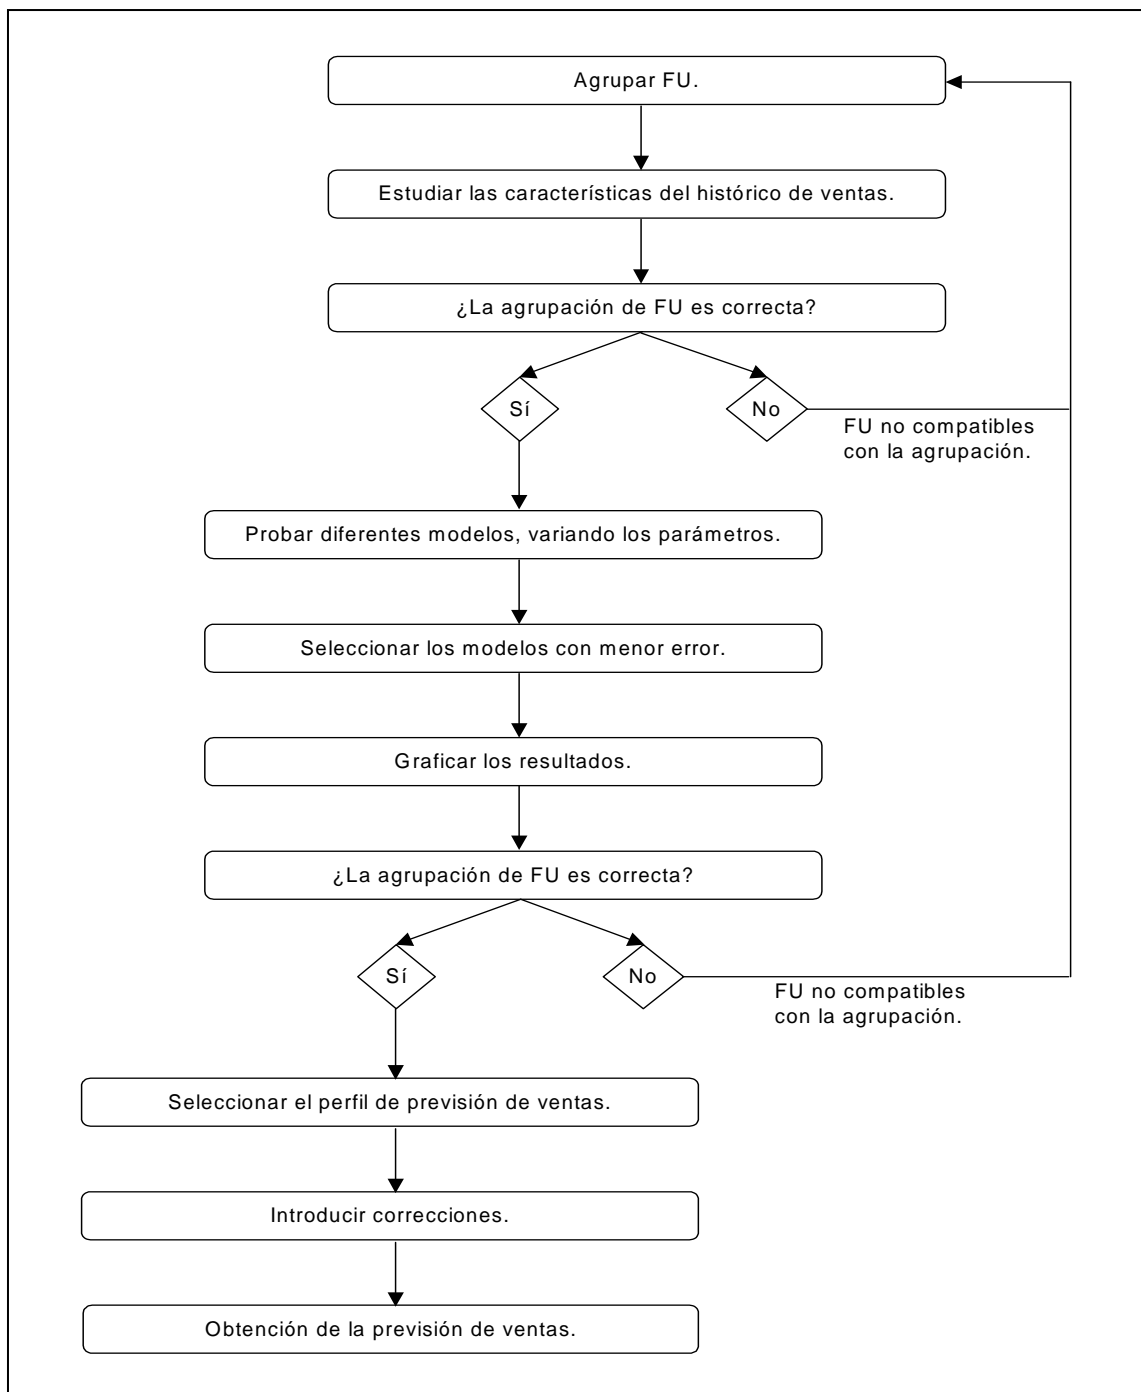 Agrupar FU.
Estudiar las características del histórico de ventas.
¿La agrupación de FU es correcta?
Sí
No
FU no compatibles
con la agrupación.
Probar diferentes modelos, variando los parámetros.
Seleccionar los modelos con menor error.
Graficar los resultados.
¿La agrupación de FU es correcta?
Sí
No
FU no compatibles
con la agrupación.
Seleccionar el perfil de previsión de ventas.
Introducir correcciones.
Obtención de la previsión de ventas.